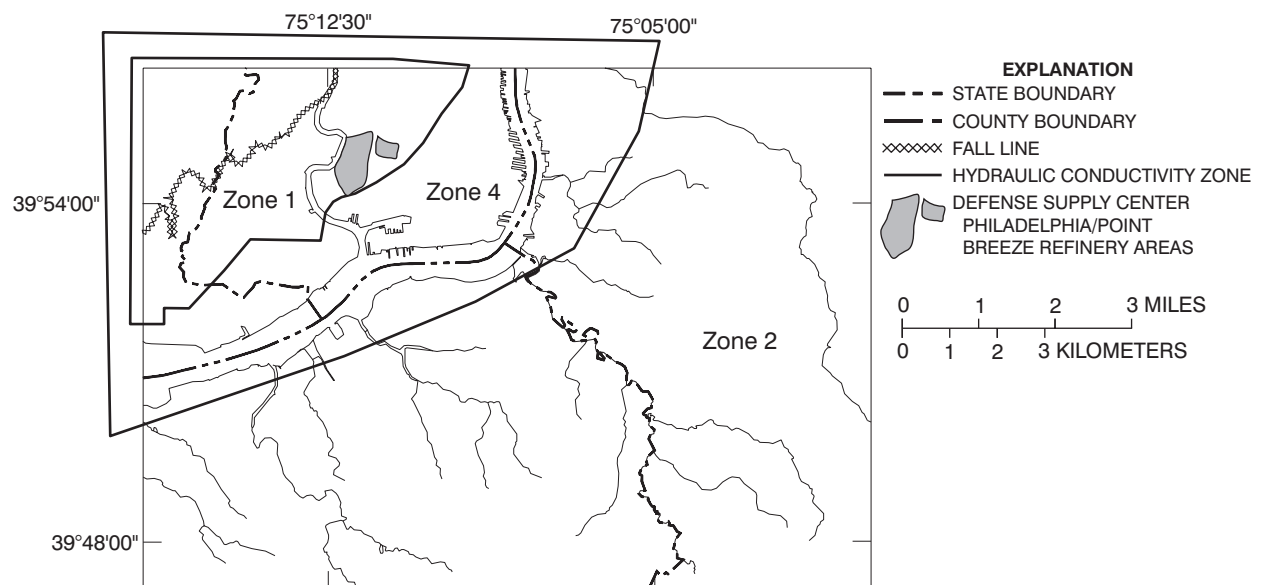 75°12'30"
75°05'00"
39°54'00"
39°48'00"
Zone 1
Zone 4
Zone 2
EXPLANATION
STATE BOUNDARY
COUNTY BOUNDARY
FALL LINE
HYDRAULIC CONDUCTIVITY ZONE
DEFENSE SUPPLY CENTER
PHILADELPHIA/POINT
BREEZE REFINERY AREAS
0 1 2 3 MILES
0 1 2 3 KILOMETERS